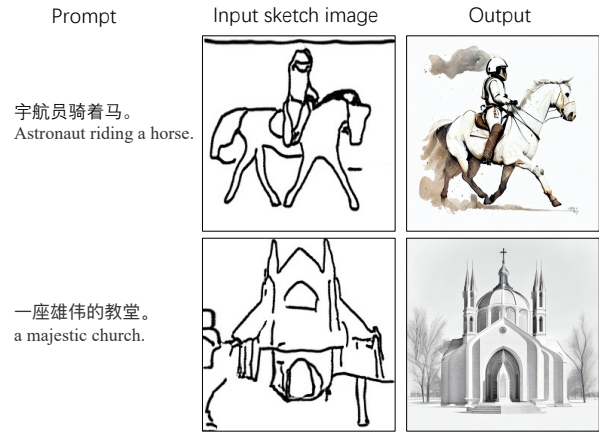 Prompt
Input sketch image
Output
宇航员骑着马。
Astronaut riding a horse.
一座雄伟的教堂。
a majestic church.